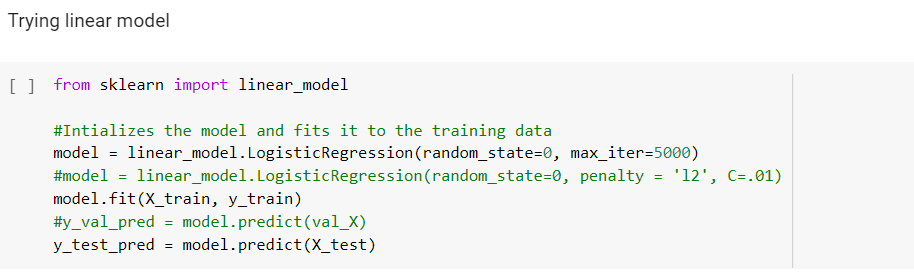 Trying linear model
[ ] from sklearn import linear_model
#Intializes the model and fits it to the training data
model = linear_model.LogisticRegression(random_state=0, max_iter=5000)
#model = linear_model.LogisticRegression(random_state=0, penalty = 'l2', C=.01)
model.fit(X_train, y_train)
#y_val_pred = model.predict(val_X)
y_test_pred = model.predict(X_test)